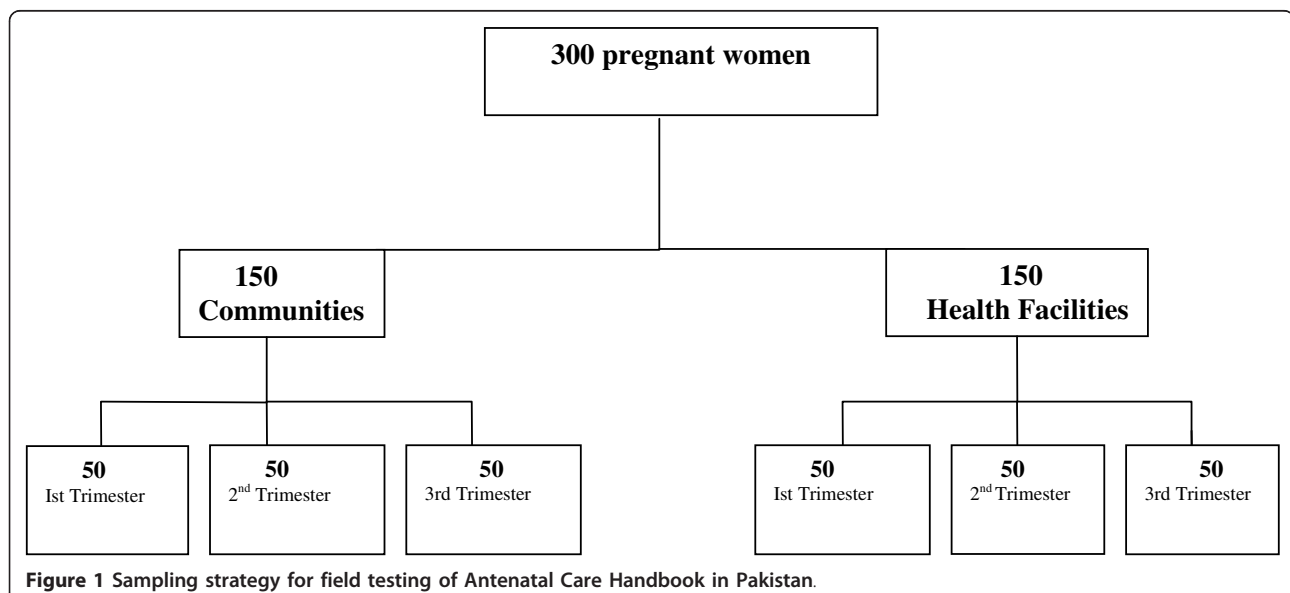 300 pregnant women
150
Communities
150
Health Facilities
50
Ist Trimester
50
2nd Trimester
50
3rd Trimester
50
Ist Trimester
50
2nd Trimester
50
3rd Trimester
Figure 1 Sampling strategy for field testing of Antenatal Care Handbook in Pakistan.